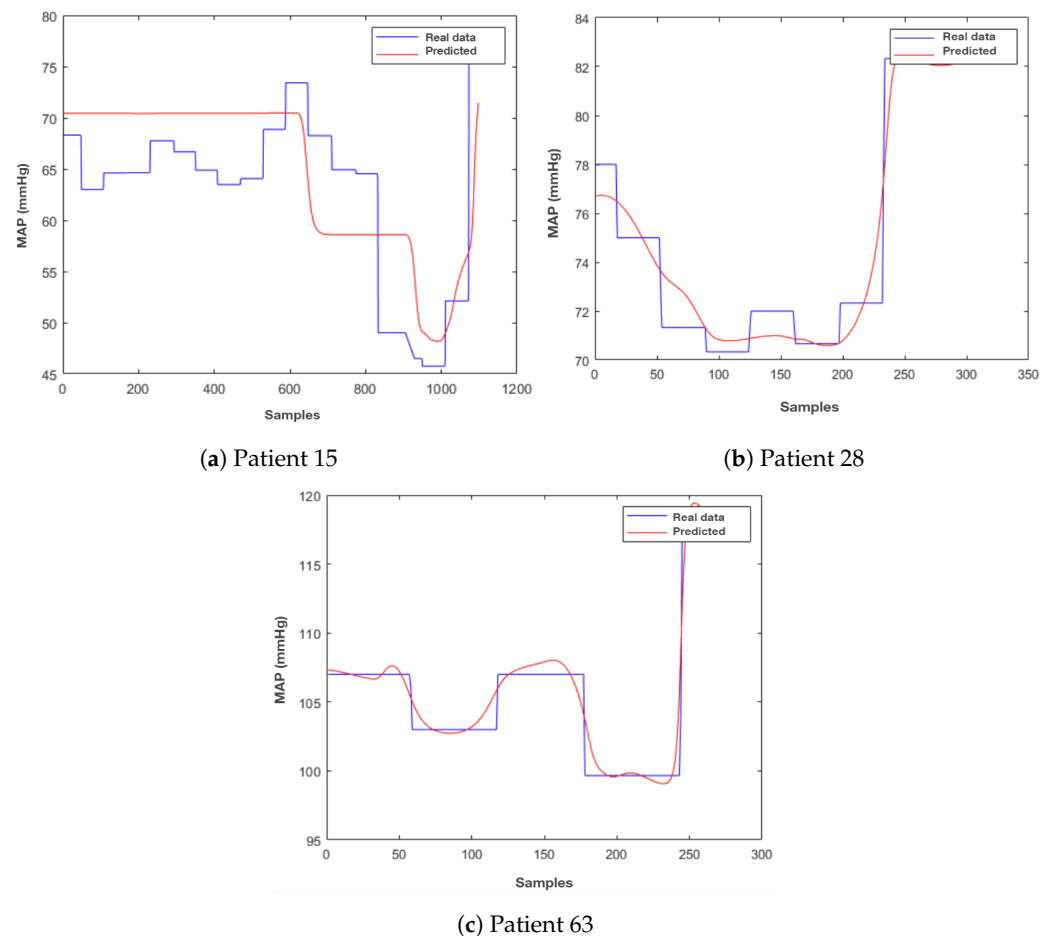 80
75
70
65
60
55
50
45
MAP (mmHg)
Real data
Predicted
0 200 400 600 800 1000 1200
Samples
(a) Patient 15
84
82
80
78
76
74
72
70
MAP (mmHg)
Real data
Predicted
0 50 100 150 200 250 300 350
Samples
(b) Patient 28
120
115
110
105
100
95
MAP (mmHg)
Real data
Predicted
0 50 100 150 200 250 300
Samples
(c) Patient 63